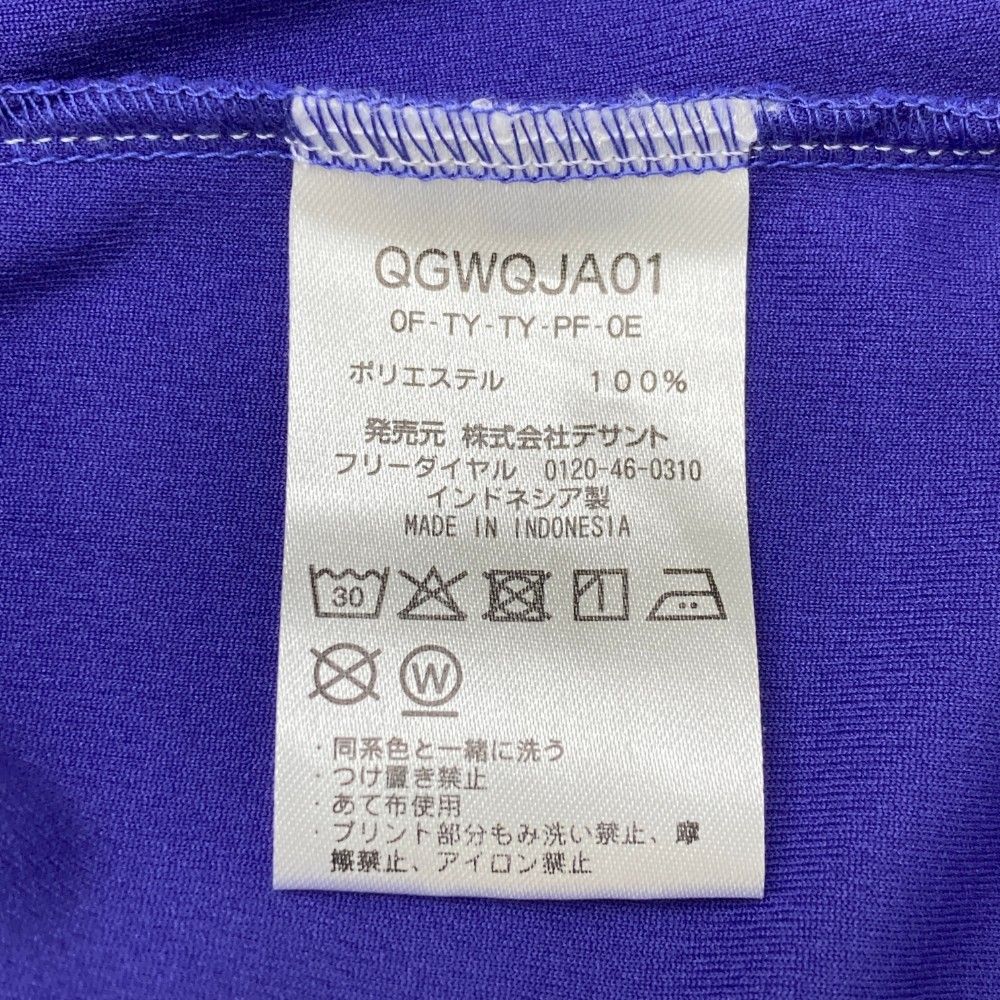 QGWQJA01
OF-TY-TY-PF-OE
ポリエステル　　１００％
発売元 株式会社デサント
フリーダイヤル 0120-46-0310
インドネシア製
MADE IN INDONESIA
30
W
・同系色と一緒に洗う
・つけ置き禁止
・あて布使用
・プリント部分もみ洗い禁止、摩
擦禁止、アイロン禁止